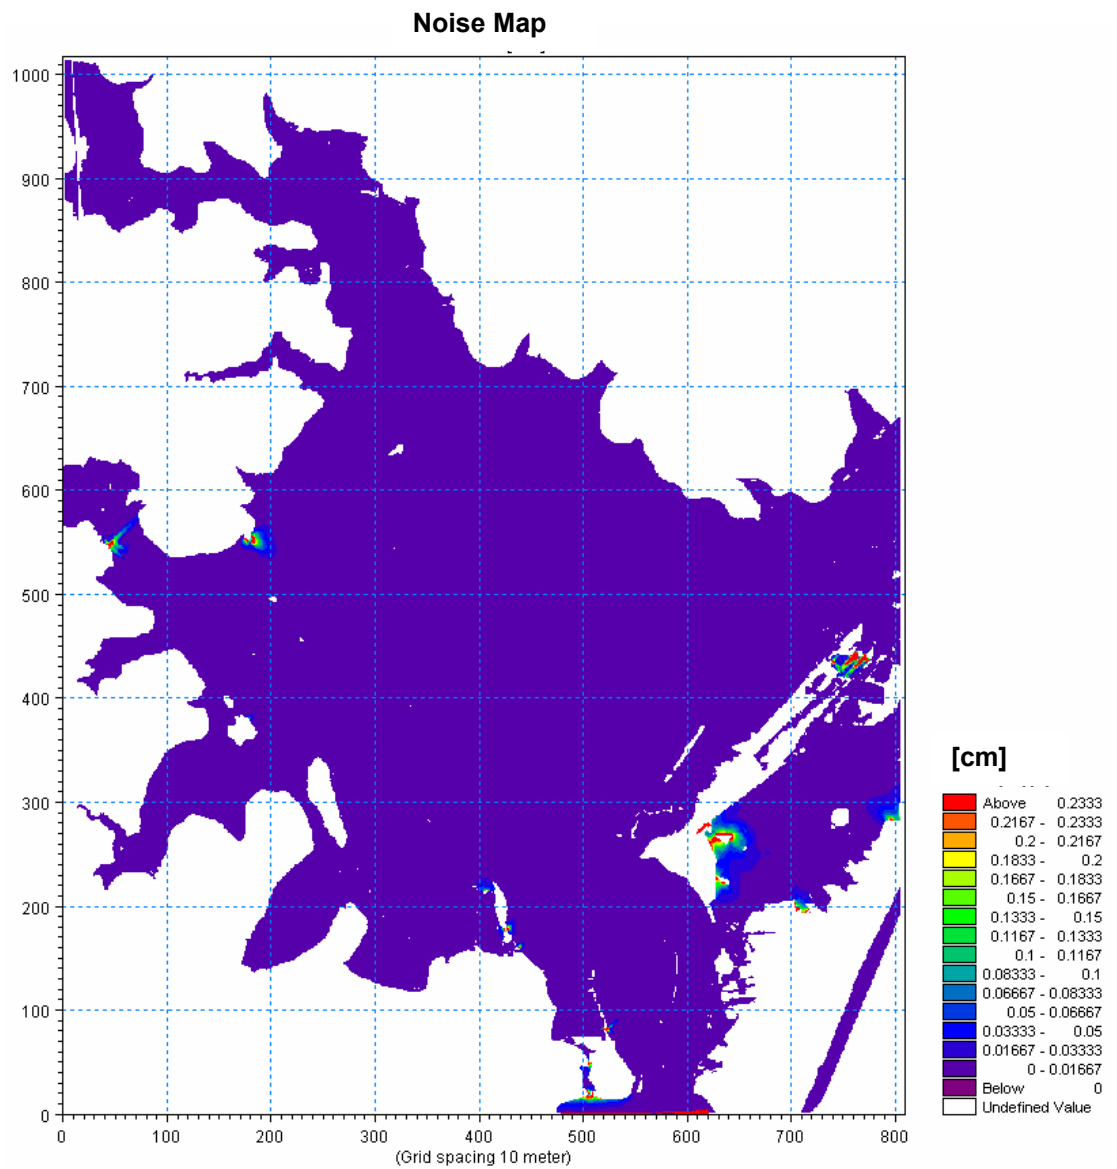 Noise Map
1000
900
800
700
600
500
400
300
200
100
0
0 100 200 300 400 500 600 700 800
(Grid spacing 10 meter)
[cm]
Above 0.2333
0.2167 - 0.2333
0.2 - 0.2167
0.1833 - 0.2
0.1667 - 0.1833
0.15 - 0.1667
0.1333 - 0.15
0.1167 - 0.1333
0.1 - 0.1167
0.08333 - 0.1
0.06667 - 0.08333
0.05 - 0.06667
0.03333 - 0.05
0.01667 - 0.03333
0 - 0.01667
Below 0
Undefined Value